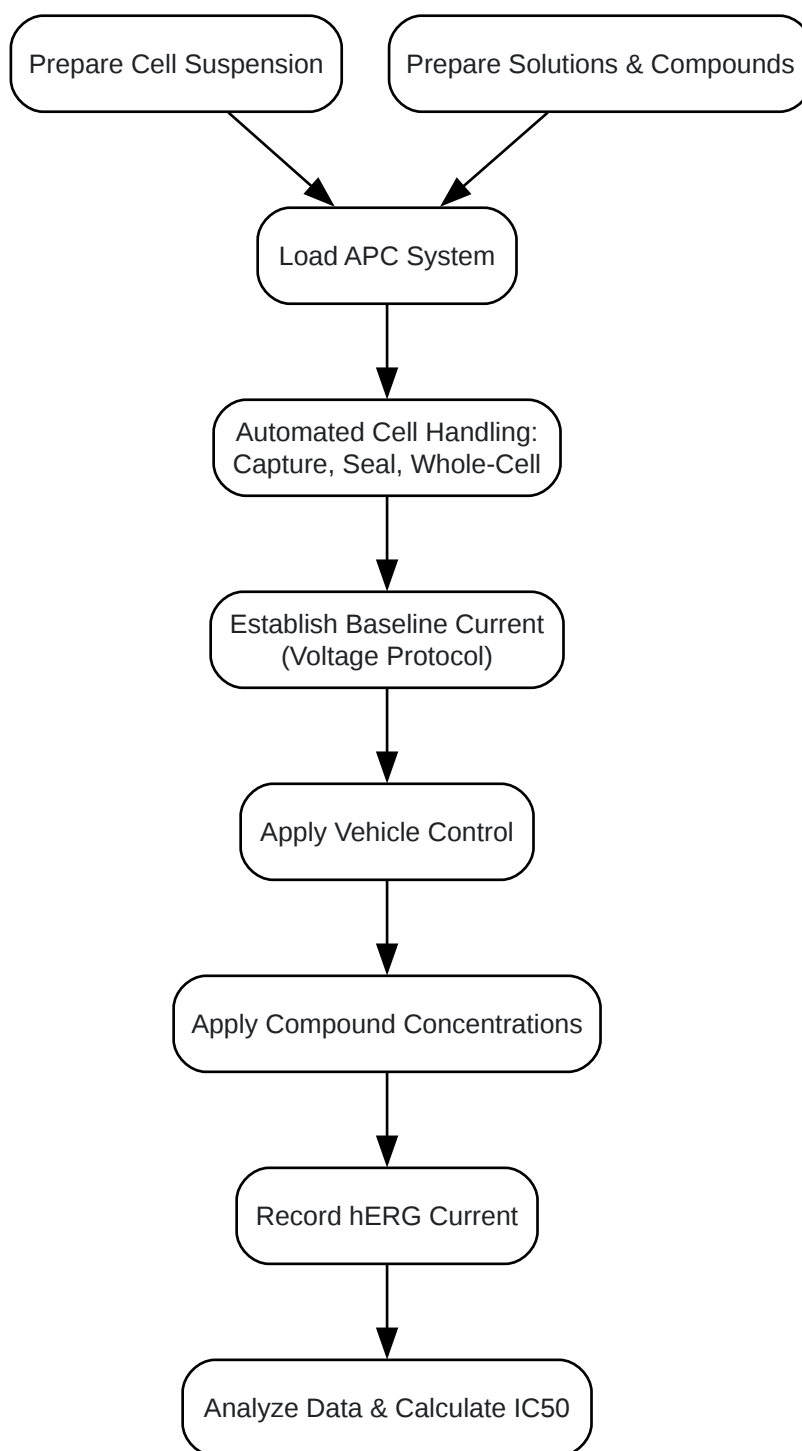 Prepare Cell Suspension
Prepare Solutions & Compounds
Load APC System
Automated Cell Handling:
Capture, Seal, Whole-Cell
Establish Baseline Current
(Voltage Protocol)
Apply Vehicle Control
Apply Compound Concentrations
Record hERG Current
Analyze Data & Calculate IC50